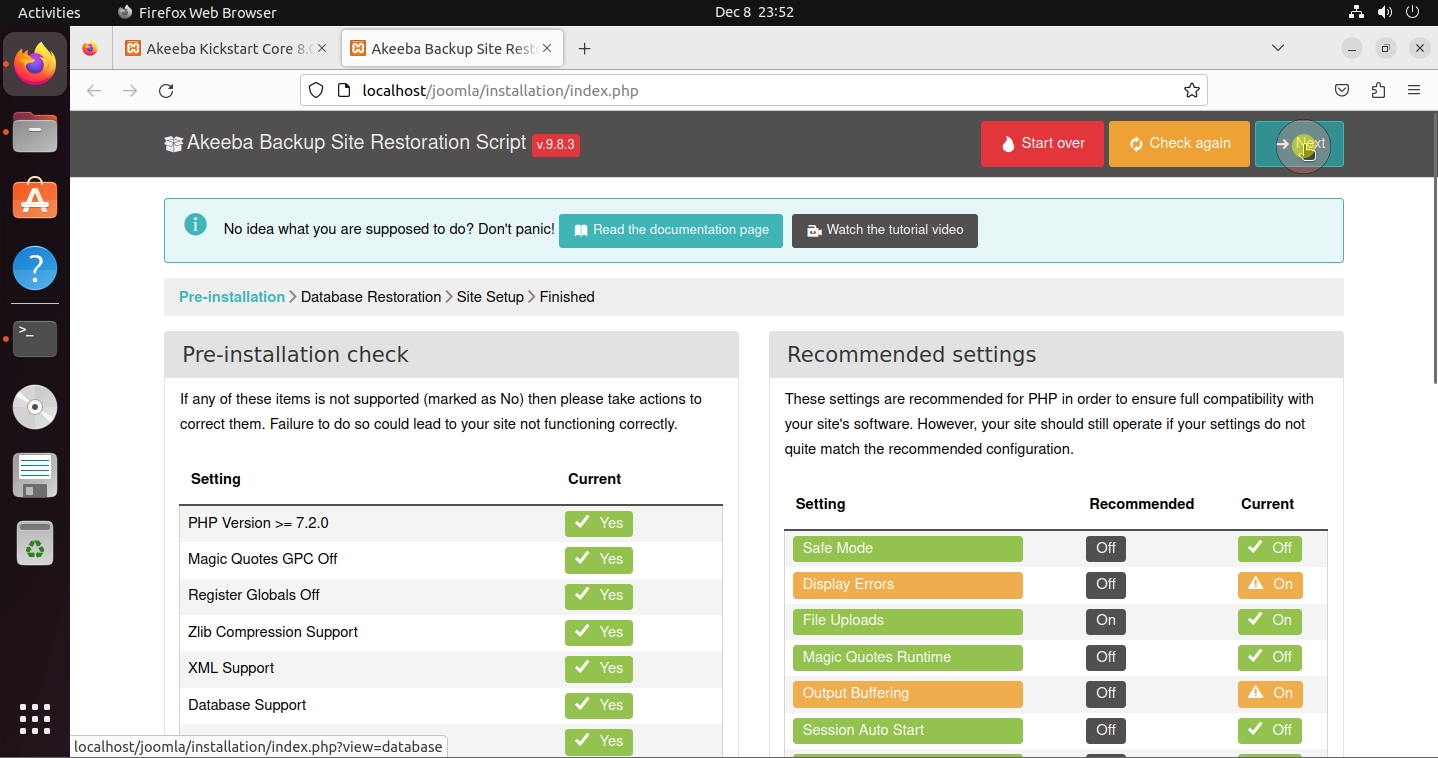 Activities
Firefox Web Browser
Dec 8 23:52
Akeeba Kickstart Core 8.
Akeeba Backup Site Rest
localhost/joomla/installation/index.php
Akeeba Backup Site Restoration Script v.9.8.3
Start over
Check again
Next
No idea what you are supposed to do? Don't panic!
Read the documentation page
Watch the tutorial video
Pre-installation > Database Restoration > Site Setup > Finished
Pre-installation check
If any of these items is not supported (marked as No) then please take actions to
correct them. Failure to do so could lead to your site not functioning correctly.
Setting Current
PHP Version >= 7.2.0 Yes
Magic Quotes GPC Off Yes
Register Globals Off Yes
Zlib Compression Support Yes
XML Support Yes
Database Support Yes
Yes
Recommended settings
These settings are recommended for PHP in order to ensure full compatibility with
your site's software. However, your site should still operate if your settings do not
quite match the recommended configuration.
Setting Recommended Current
Safe Mode Off Off
Display Errors Off On
File Uploads On On
Magic Quotes Runtime Off Off
Output Buffering Off On
Session Auto Start Off Off
localhost/joomla/installation/index.php?view=database